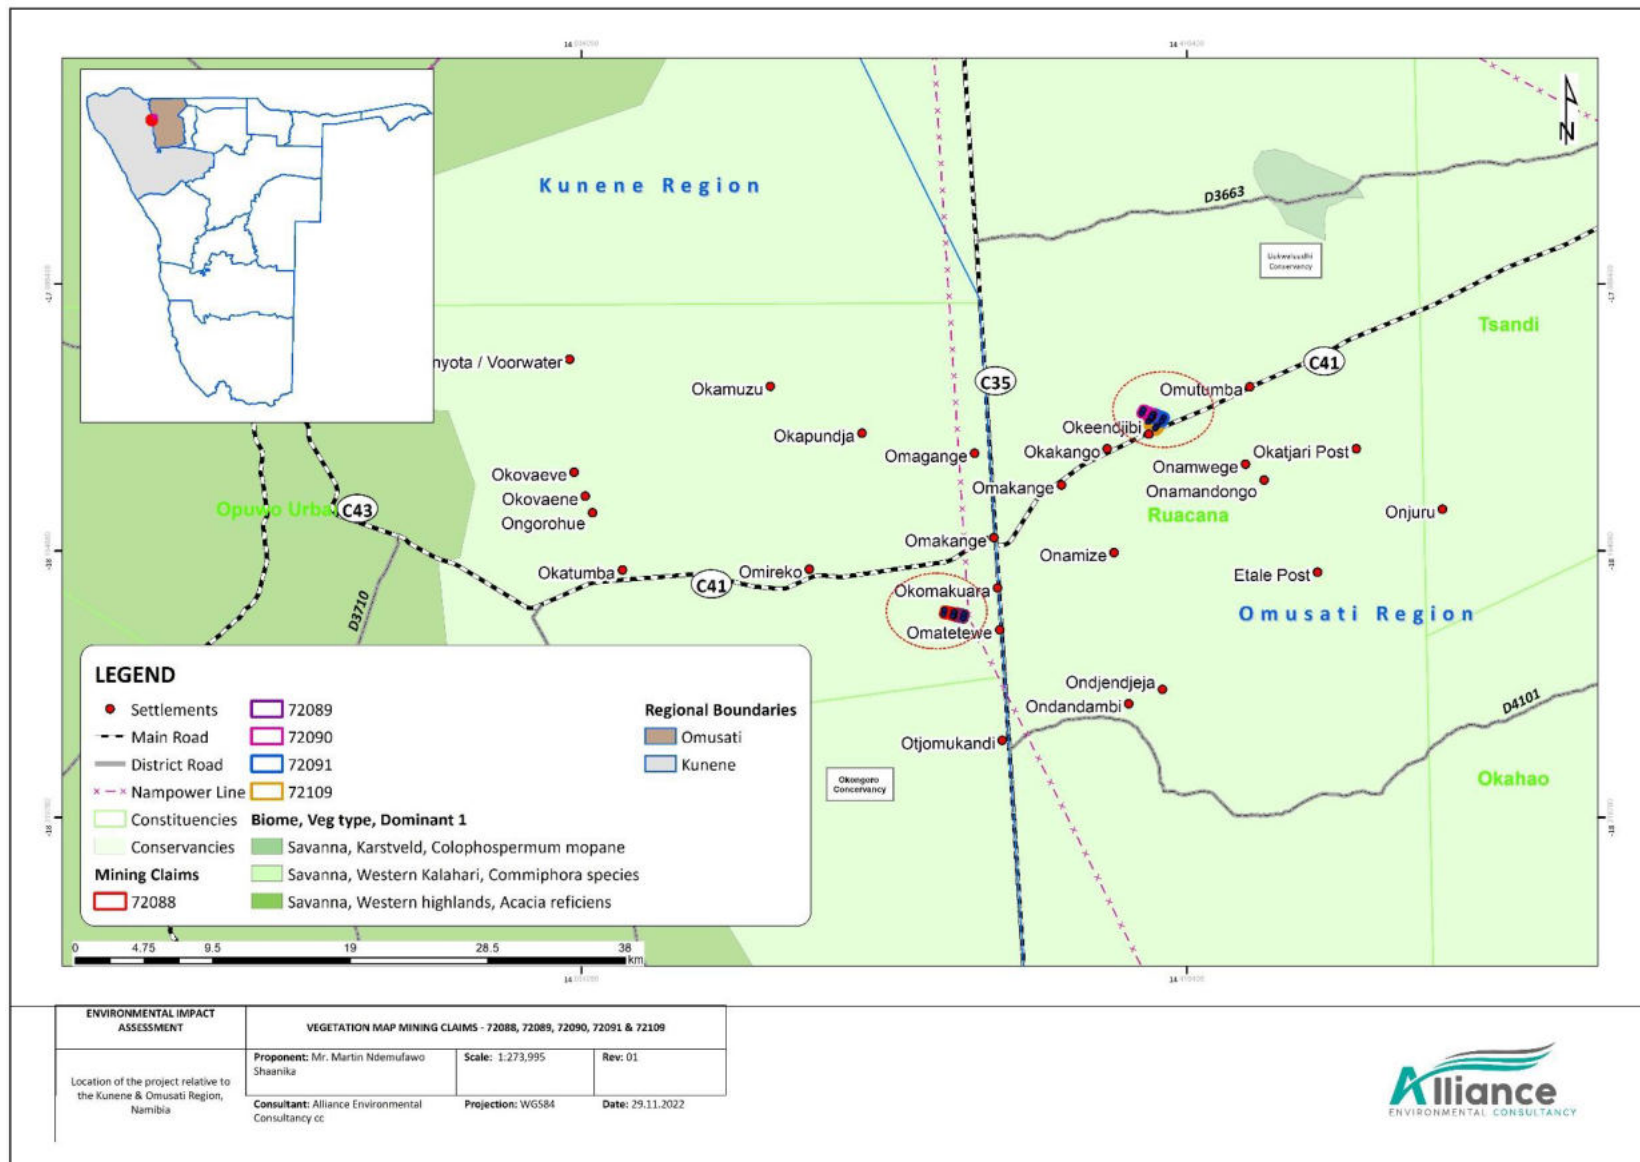 N
Kunene Region
D3663
Uukwaluudhi
Conservancy
Tsandi
nyota / Voorwater
C41
Okamuzu
C35
Omutumba
Okeendjibi
Okapundja
Omagange
Okakango
Okatjari Post
Onamwege
Okovaeve
Omakange
Onamandongo
Okovaene
Opuwo Urba
C43
Ongorohue
Ruacana
Onjuru
Omakange
Onamize
Okatumba
Omireko
C41
Etale Post
Okomakuara
D3710
Omusati Region
Omatetewe
Ondjendjeja
Ondandambi
D4101
Otjomukandi
Okongoro
Concervancy
Okahao
LEGEND
Settlements
Main Road
District Road
Nampower Line
Constituencies
Conservancies
Mining Claims
72088
72089
72090
72091
72109
Biome, Veg type, Dominant 1
Savanna, Karstveld, Colophospermum mopane
Savanna, Western Kalahari, Commiphora species
Savanna, Western highlands, Acacia reficiens
Regional Boundaries
Omusati
Kunene
0 4.75 9.5 19 28.5 38
km
ENVIRONMENTAL IMPACT
ASSESSMENT
VEGETATION MAP MINING CLAIMS - 72088, 72089, 72090, 72091 & 72109
Location of the project relative to
the Kunene & Omusati Region,
Namibia
Proponent: Mr. Martin Ndemufawo
Shaanika
Scale: 1:273,995
Rev: 01
Consultant: Alliance Environmental
Consultancy cc
Projection: WGS84
Date: 29.11.2022
Alliance
ENVIRONMENTAL CONSULTANCY